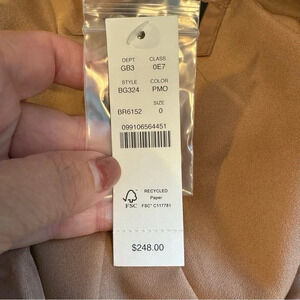 DEPT CLASS
GB3 0E7
STYLE COLOR
BG324 PMO
SIZE
BR6152 0
099106564451
RECYCLED
Paper
FSC® C117781
FSC
$248.00